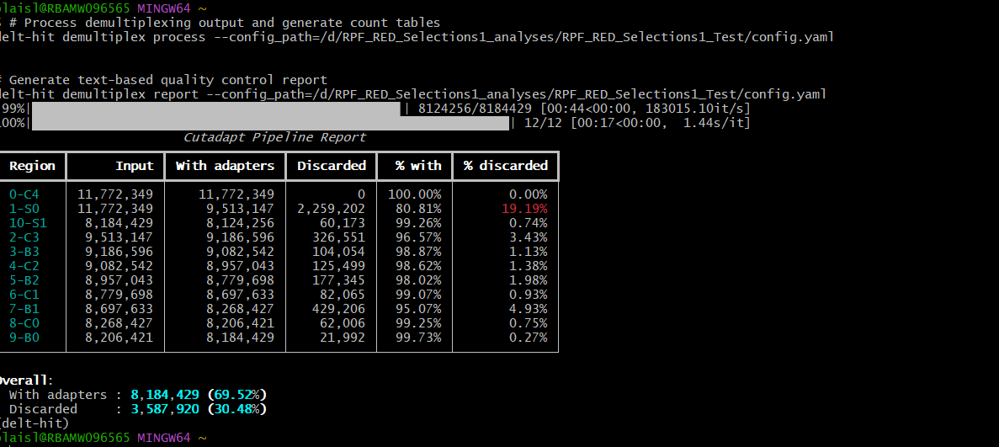 olaisl@RBAMW096565 MINGW64 ~
$ # Process demultiplexing output and generate count tables
delt-hit demultiplex process --config_path=/d/RPF_RED_Selections1_analyses/RPF_RED_Selections1_Test/config.yaml
# Generate text-based quality control report
delt-hit demultiplex report --config_path=/d/RPF_RED_Selections1_analyses/RPF_RED_Selections1_Test/config.yaml
99%| | 8124256/8184429 [00:44<00:00, 183015.10it/s]
100%| | 12/12 [00:17<00:00, 1.44s/it]
Cutadapt Pipeline Report
Region Input With adapters Discarded % with % discarded
0-C4 11,772,349 11,772,349 0 100.00% 0.00%
1-S0 11,772,349 9,513,147 2,259,202 80.81% 19.19%
10-S1 8,184,429 8,124,256 60,173 99.26% 0.74%
2-C3 9,513,147 9,186,596 326,551 96.57% 3.43%
3-B3 9,186,596 9,082,542 104,054 98.87% 1.13%
4-C2 9,082,542 8,957,043 125,499 98.62% 1.38%
5-B2 8,957,043 8,779,698 177,345 98.02% 1.98%
6-C1 8,779,698 8,697,633 82,065 99.07% 0.93%
7-B1 8,697,633 8,268,427 429,206 95.07% 4.93%
8-C0 8,268,427 8,206,421 62,006 99.25% 0.75%
9-B0 8,206,421 8,184,429 21,992 99.73% 0.27%
Overall:
With adapters : 8,184,429 (69.52%)
Discarded : 3,587,920 (30.48%)
(delt-hit)
olaisl@RBAMW096565 MINGW64 ~